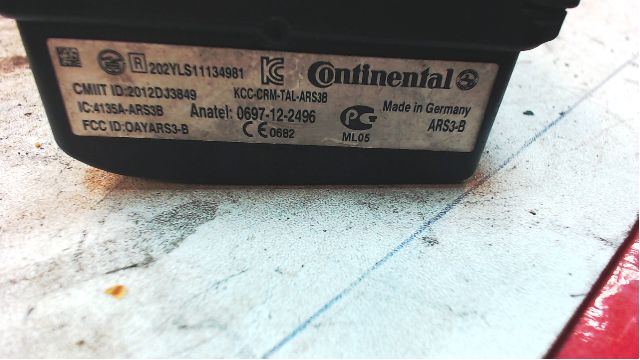 R 202YLS11134981 KC Continental
CMIIT ID:2012DJ3849 KCC-CRM-TAL-ARS3B
IC:4135A-ARS3B Anatel: 0697-12-2496 Made in Germany
FCC ID:OAYARS3-B CE 0682 ML05 ARS3-B